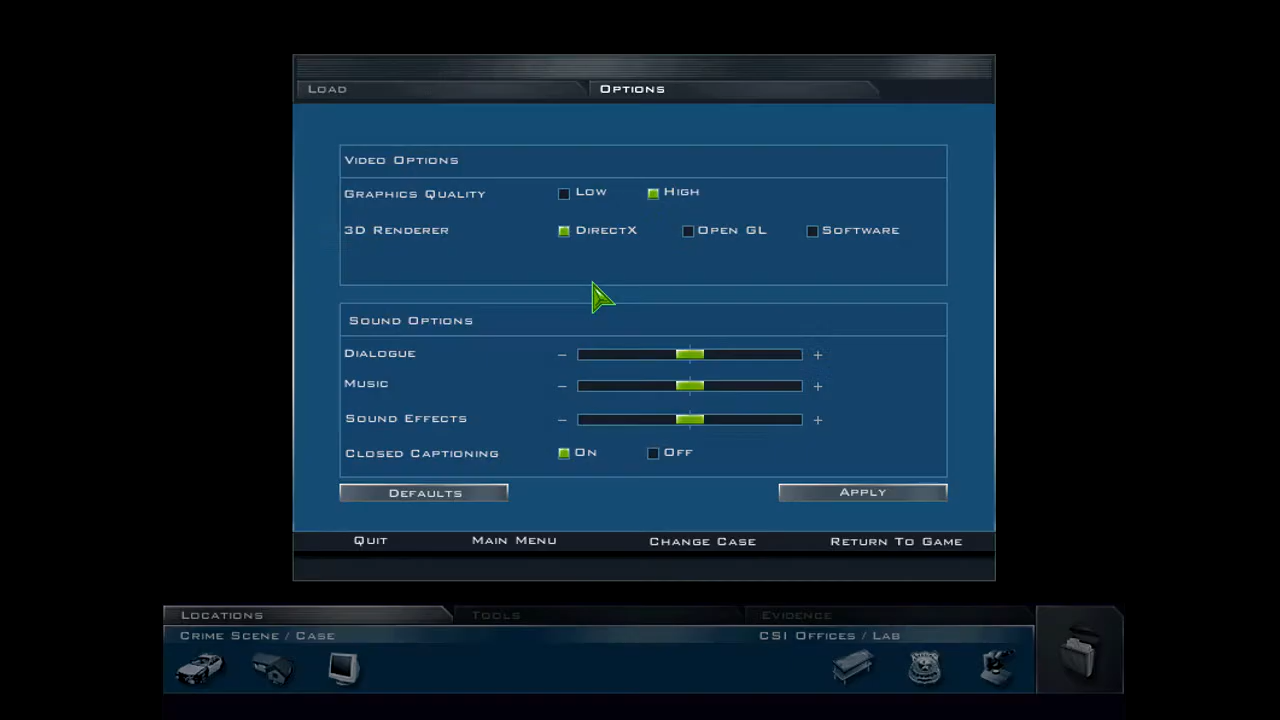 Load Options
Video Options
Graphics Quality Low High
3D Renderer DirectX Open GL Software
Sound Options
Dialogue − +
Music − +
Sound Effects − +
Closed Captioning On Off
Defaults Apply
Quit Main Menu Change Case Return To Game
Locations Tools Evidence
Crime Scene / Case CSI Offices / Lab